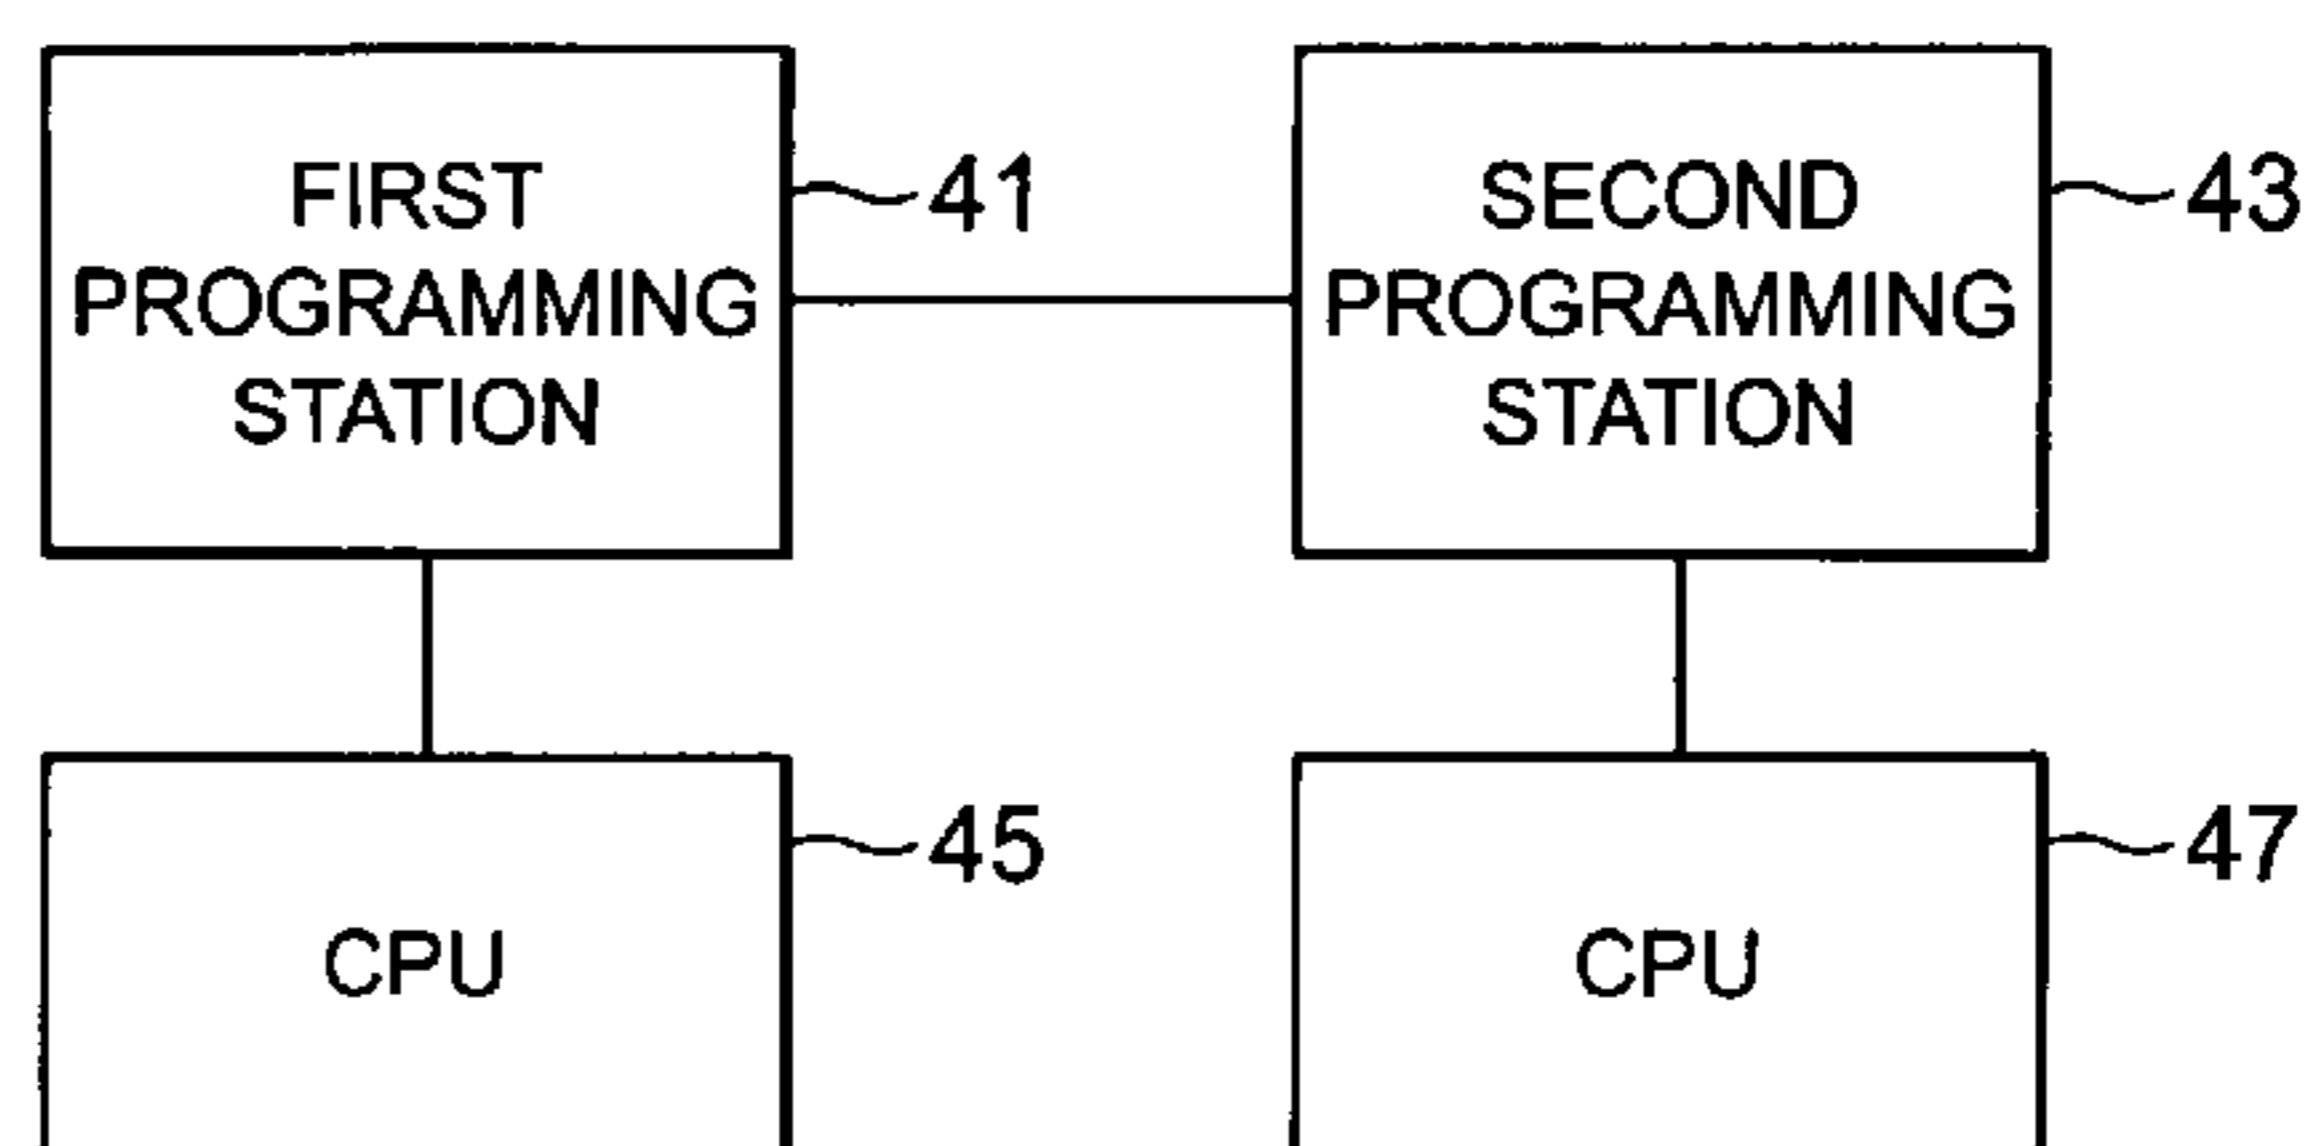 FIRST
PROGRAMMING
STATION
41
SECOND
PROGRAMMING
STATION
43
CPU
45
CPU
47